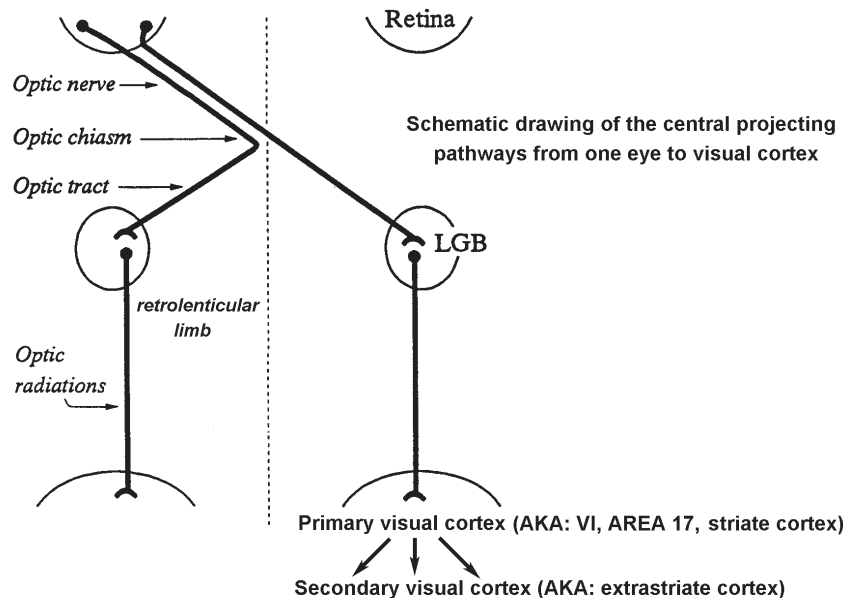 Retina
Optic nerve
Schematic drawing of the central projecting
pathways from one eye to visual cortex
Optic chiasm
Optic tract
LGB
retrolenticular
limb
Optic
radiations
Primary visual cortex (AKA: VI, AREA 17, striate cortex)
Secondary visual cortex (AKA: extrastriate cortex)